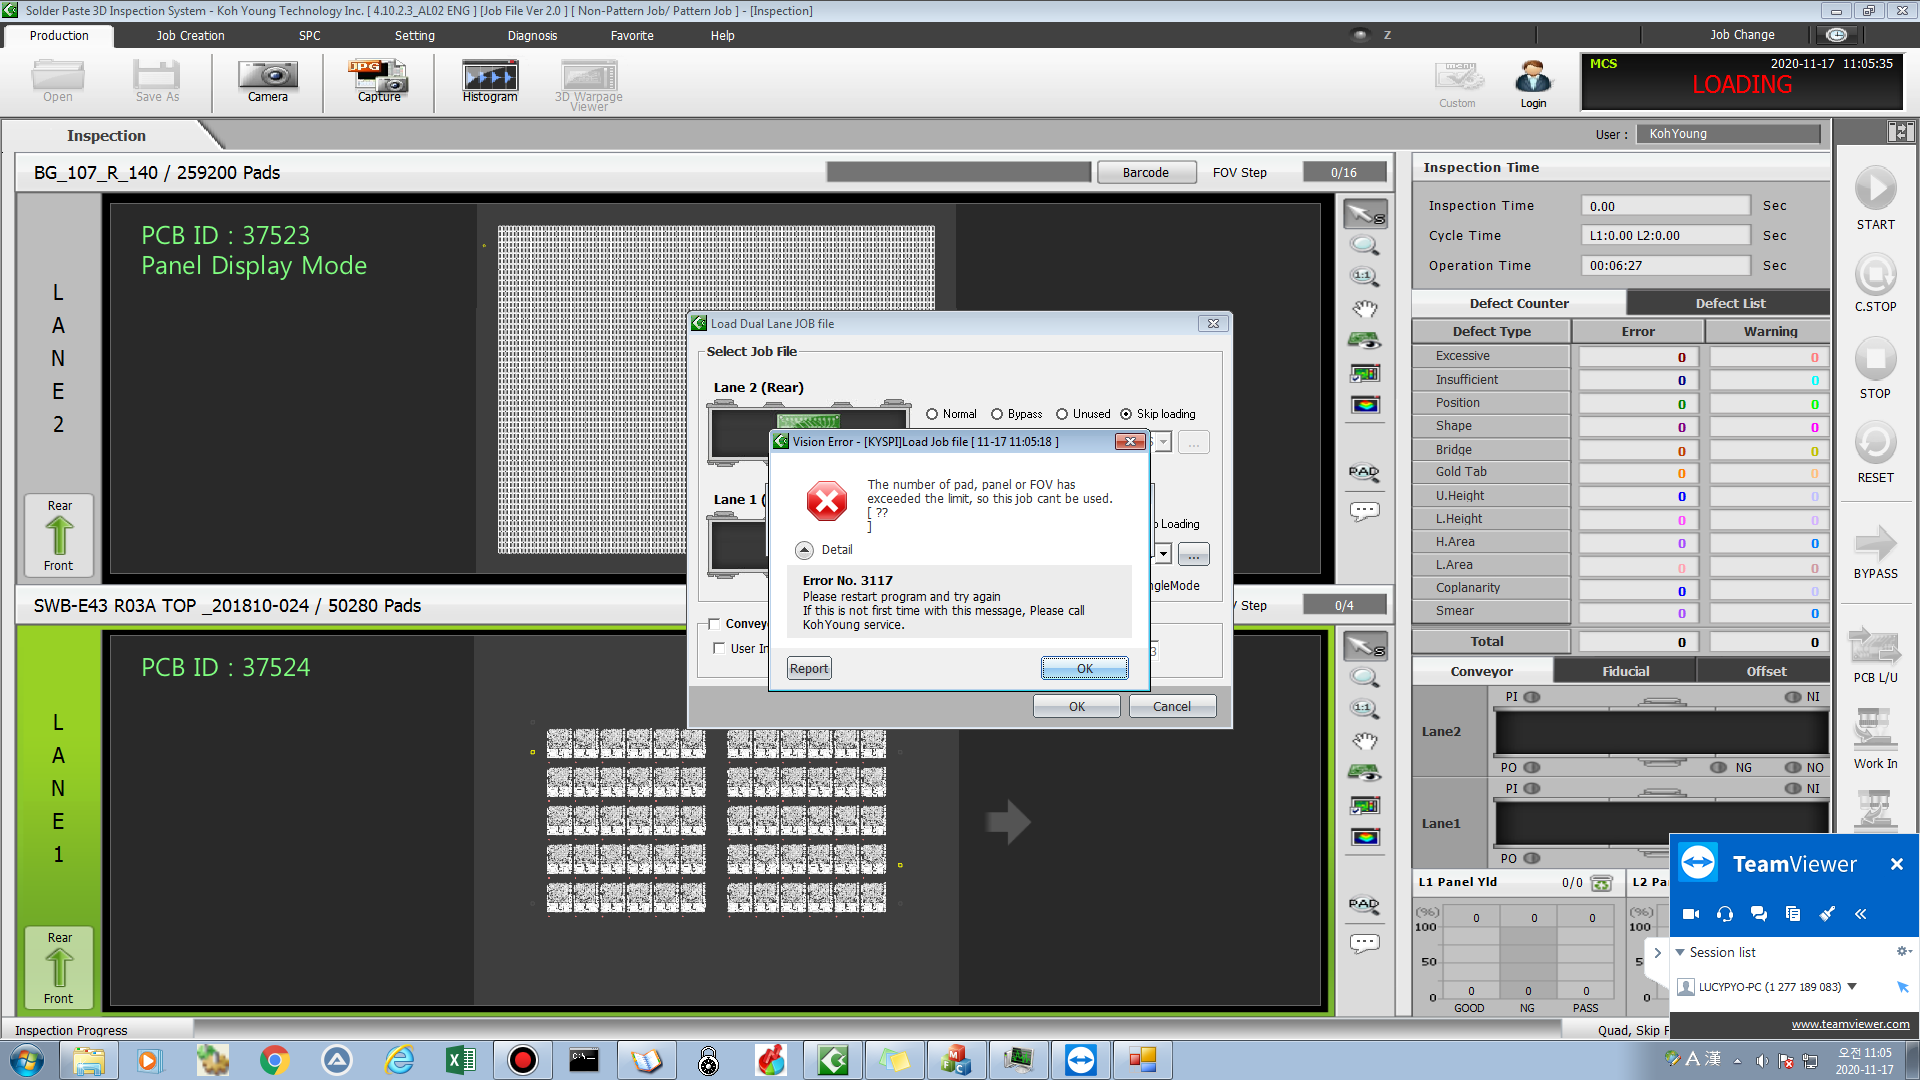 Solder Paste 3D Inspection System - Koh Young Technology Inc. [ 4.10.2.3_AL02 ENG ] [Job File Ver 2.0 ] [ Non-Pattern Job/ Pattern Job ] - [Inspection]
Production Job Creation SPC Setting Diagnosis Favorite Help Z Job Change
Open Save As Camera JPG Capture Histogram 3D Warpage Viewer Custom Login
MCS 2020-11-17 11:05:35
LOADING
Inspection User : KohYoung
BG_107_R_140 / 259200 Pads Barcode FOV Step 0/16
PCB ID : 37523
Panel Display Mode
LANE2
Rear
Front
SWB-E43 R03A TOP _201810-024 / 50280 Pads Step 0/4
PCB ID : 37524
LANE1
Rear
Front
S
1:1
PAD
S
1:1
PAD
Load Dual Lane JOB file
Select Job File
Lane 2 (Rear)
Normal Bypass Unused Skip loading
...
Lane 1 (
Loading
...
ngleMode
Convey
User In
OK Cancel
Vision Error - [KYSPI]Load Job file [ 11-17 11:05:18 ]
The number of pad, panel or FOV has
exceeded the limit, so this job cant be used.
[ ??
]
Detail
Error No. 3117
Please restart program and try again
If this is not first time with this message, Please call
KohYoung service.
Report OK
Inspection Time
Inspection Time 0.00 Sec
Cycle Time L1:0.00 L2:0.00 Sec
Operation Time 00:06:27 Sec
Defect Counter Defect List
Defect Type Error Warning
Excessive 0 0
Insufficient 0 0
Position 0 0
Shape 0 0
Bridge 0 0
Gold Tab 0 0
U.Height 0 0
L.Height 0 0
H.Area 0 0
L.Area 0 0
Coplanarity 0 0
Smear 0 0
Total 0 0
Conveyor Fiducial Offset
PI NI
Lane2
PO NG NO
PI NI
Lane1
PO
L1 Panel Yld 0/0 L2 Pa
(%) 0 0 0 (%)
100 100
50 5
0 0 0 0 0
GOOD NG PASS
START
C.STOP
STOP
RESET
BYPASS
PCB L/U
Work In
TeamViewer
Session list
LUCYPYO-PC (1 277 189 083)
www.teamviewer.com
Inspection Progress Quad, Skip F
A 漢 오전 11:05
2020-11-17